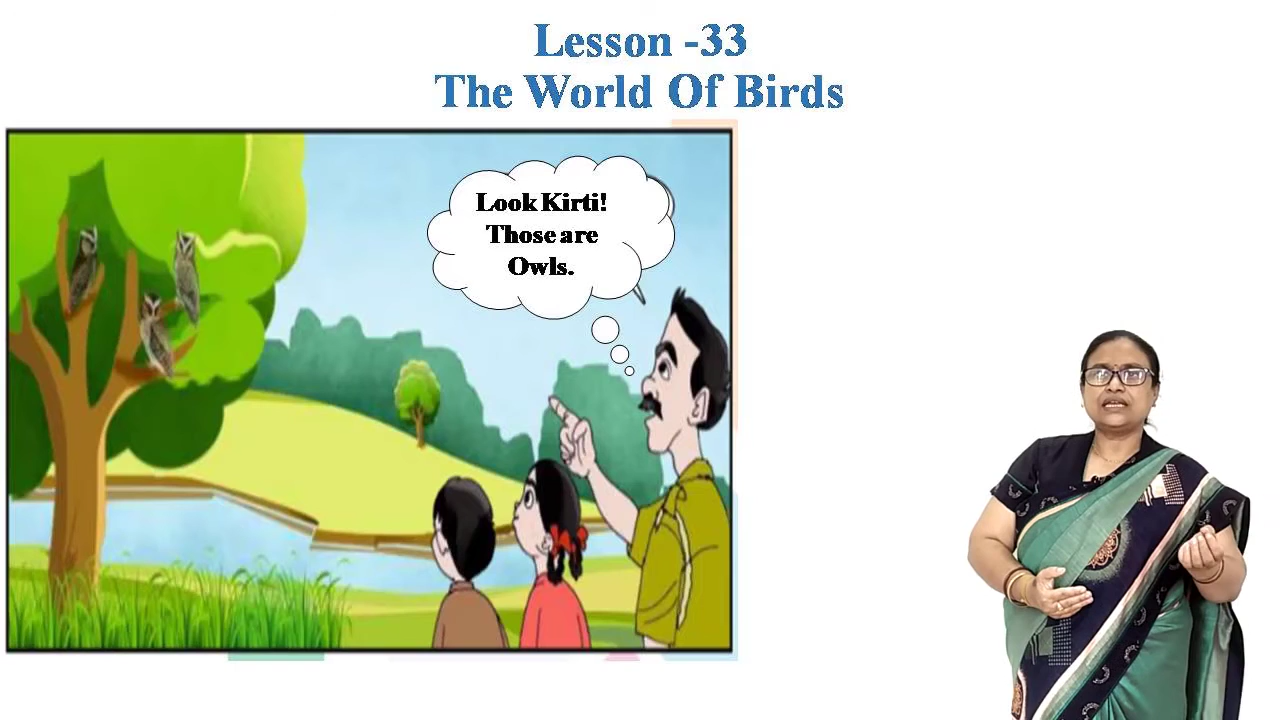 Lesson -33
The World Of Birds
Look Kirti!
Those are
Owls.